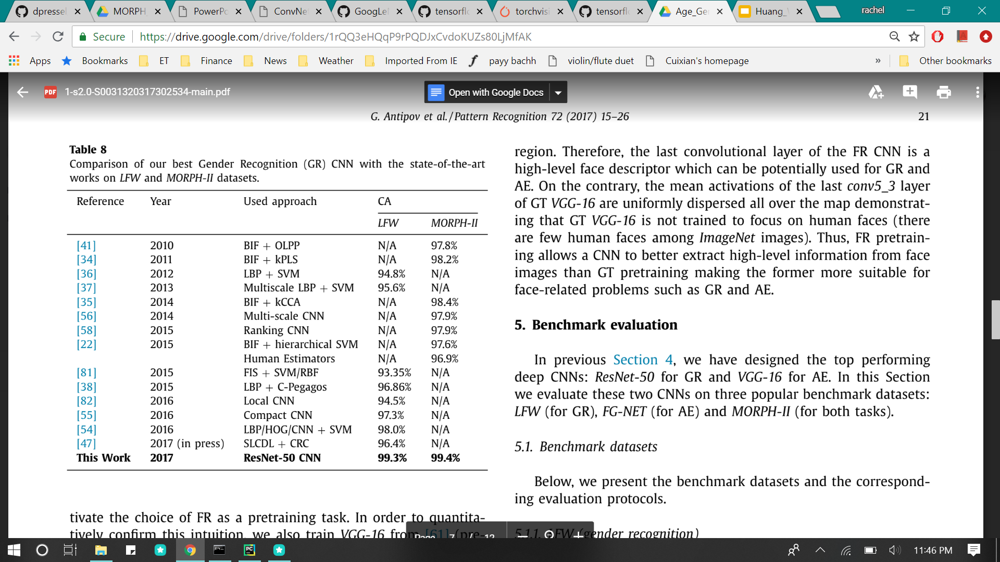 dpressel
MORPH_
PowerPo
ConvNe
GoogLeN
tensorflo
torchvisi
tensorflo
Age_Ge
Huang_
rachel
Secure
https://drive.google.com/drive/folders/1rQQ3eHQqP9rPQDJxCvdoKUZs80LjMfAK
Apps
Bookmarks
ET
Finance
News
Weather
Imported From IE
payy bachh
violin/flute duet
Cuixian's homepage
»
Other bookmarks
PDF
1-s2.0-S0031320317302534-main.pdf
Open with Google Docs
G. Antipov et al. / Pattern Recognition 72 (2017) 15–26
21
Table 8
Comparison of our best Gender Recognition (GR) CNN with the state-of-the-art
works on LFW and MORPH-II datasets.
Reference Year Used approach CA
LFW MORPH-II
[41] 2010 BIF + OLPP N/A 97.8%
[34] 2011 BIF + kPLS N/A 98.2%
[36] 2012 LBP + SVM 94.8% N/A
[37] 2013 Multiscale LBP + SVM 95.6% N/A
[35] 2014 BIF + kCCA N/A 98.4%
[56] 2014 Multi-scale CNN N/A 97.9%
[58] 2015 Ranking CNN N/A 97.9%
[22] 2015 BIF + hierarchical SVM N/A 97.6%
Human Estimators N/A 96.9%
[81] 2015 FIS + SVM/RBF 93.35% N/A
[38] 2015 LBP + C-Pegagos 96.86% N/A
[82] 2016 Local CNN 94.5% N/A
[55] 2016 Compact CNN 97.3% N/A
[54] 2016 LBP/HOG/CNN + SVM 98.0% N/A
[47] 2017 (in press) SLCDL + CRC 96.4% N/A
This Work 2017 ResNet-50 CNN 99.3% 99.4%
tivate the choice of FR as a pretraining task. In order to quantita-
tively confirm this intuition, we also train VGG-16 from [61] (pre-
region. Therefore, the last convolutional layer of the FR CNN is a
high-level face descriptor which can be potentially used for GR and
AE. On the contrary, the mean activations of the last conv5_3 layer
of GT VGG-16 are uniformly dispersed all over the map demonstrat-
ing that GT VGG-16 is not trained to focus on human faces (there
are few human faces among ImageNet images). Thus, FR pretrain-
ing allows a CNN to better extract high-level information from face
images than GT pretraining making the former more suitable for
face-related problems such as GR and AE.
5. Benchmark evaluation
In previous Section 4, we have designed the top performing
deep CNNs: ResNet-50 for GR and VGG-16 for AE. In this Section
we evaluate these two CNNs on three popular benchmark datasets:
LFW (for GR), FG-NET (for AE) and MORPH-II (for both tasks).
5.1. Benchmark datasets
Below, we present the benchmark datasets and the correspond-
ing evaluation protocols.
5.1.1. LFW (gender recognition)
Page 7 / 12
PC
11:46 PM